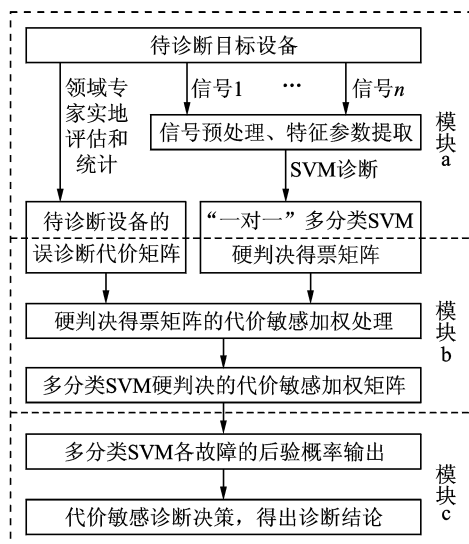 待诊断目标设备
领域专
家实地
评估和
统计
信号1
…
信号n
信号预处理、特征参数提取
SVM诊断
模块a
待诊断设备的
误诊断代价矩阵
“一对一”多分类SVM
硬判决得票矩阵
硬判决得票矩阵的代价敏感加权处理
多分类SVM硬判决的代价敏感加权矩阵
模块b
多分类SVM各故障的后验概率输出
代价敏感诊断决策，得出诊断结论
模块c